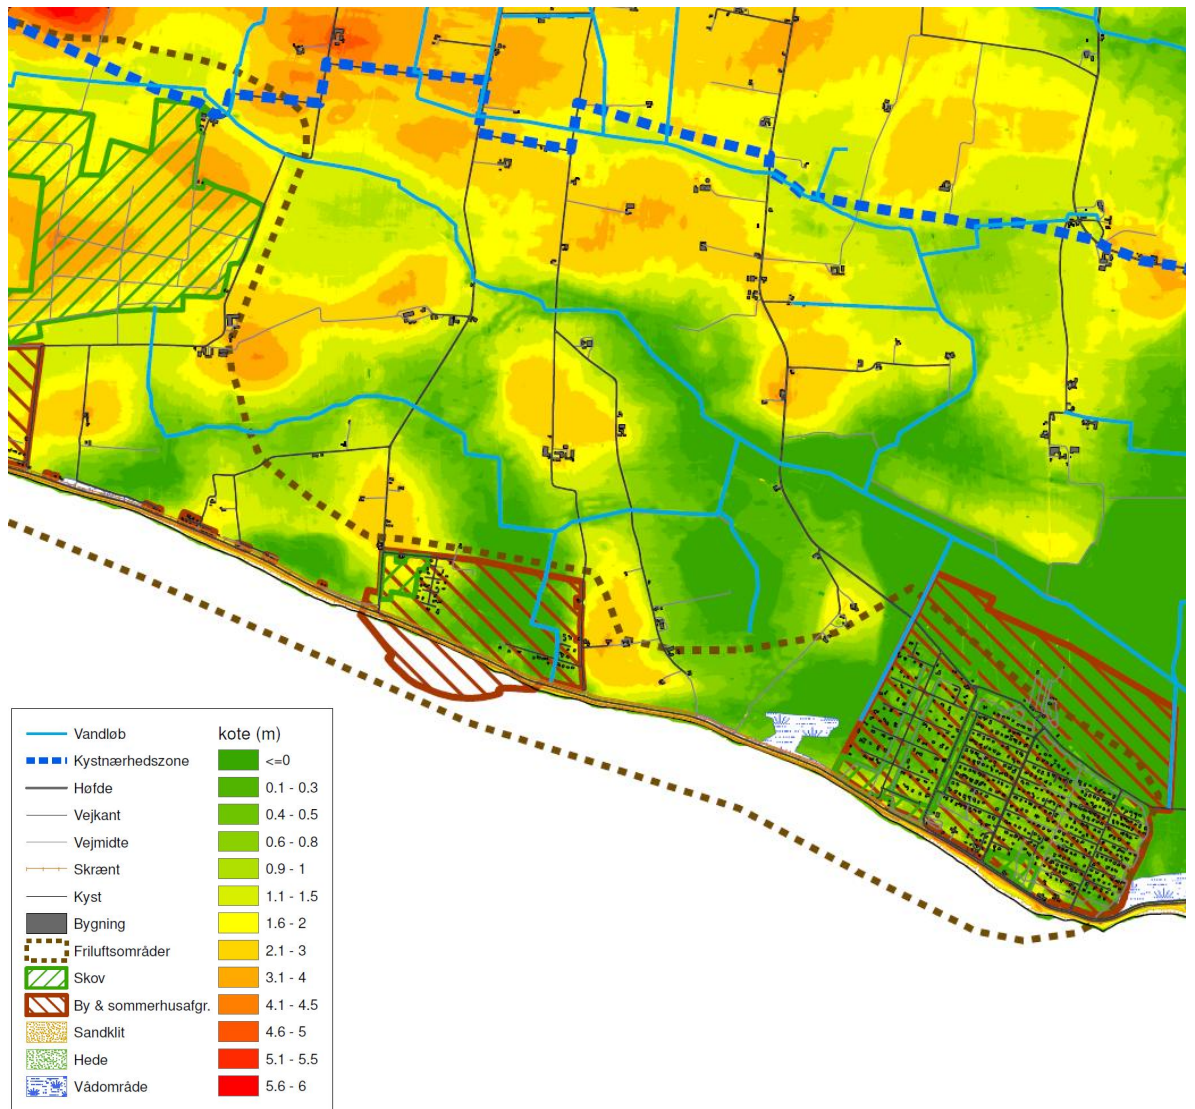 Vandløb
Kystnærhedszone
Høfde
Vejkant
Vejmidte
Skrænt
Kyst
Bygning
Friluftsområder
Skov
By & sommerhusafgr.
Sandklit
Hede
Vådområde
kote (m)
<=0
0.1 - 0.3
0.4 - 0.5
0.6 - 0.8
0.9 - 1
1.1 - 1.5
1.6 - 2
2.1 - 3
3.1 - 4
4.1 - 4.5
4.6 - 5
5.1 - 5.5
5.6 - 6